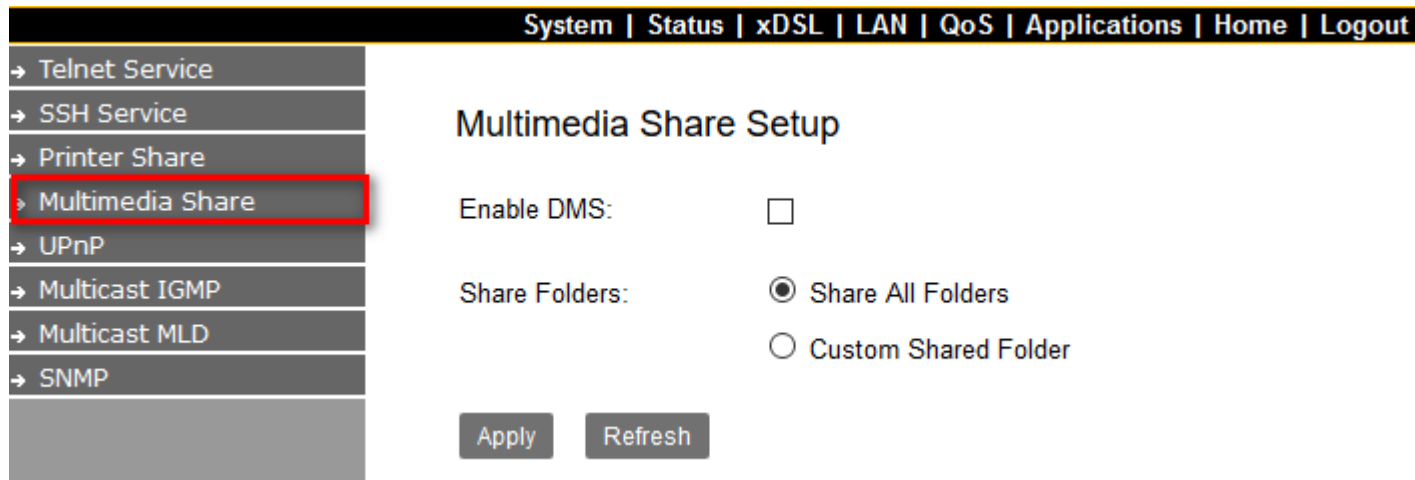 System | Status | xDSL | LAN | QoS | Applications | Home | Logout
Telnet Service
SSH Service
Printer Share
Multimedia Share
UPnP
Multicast IGMP
Multicast MLD
SNMP
Multimedia Share Setup
Enable DMS:
Share Folders:
Share All Folders
Custom Shared Folder
Apply
Refresh